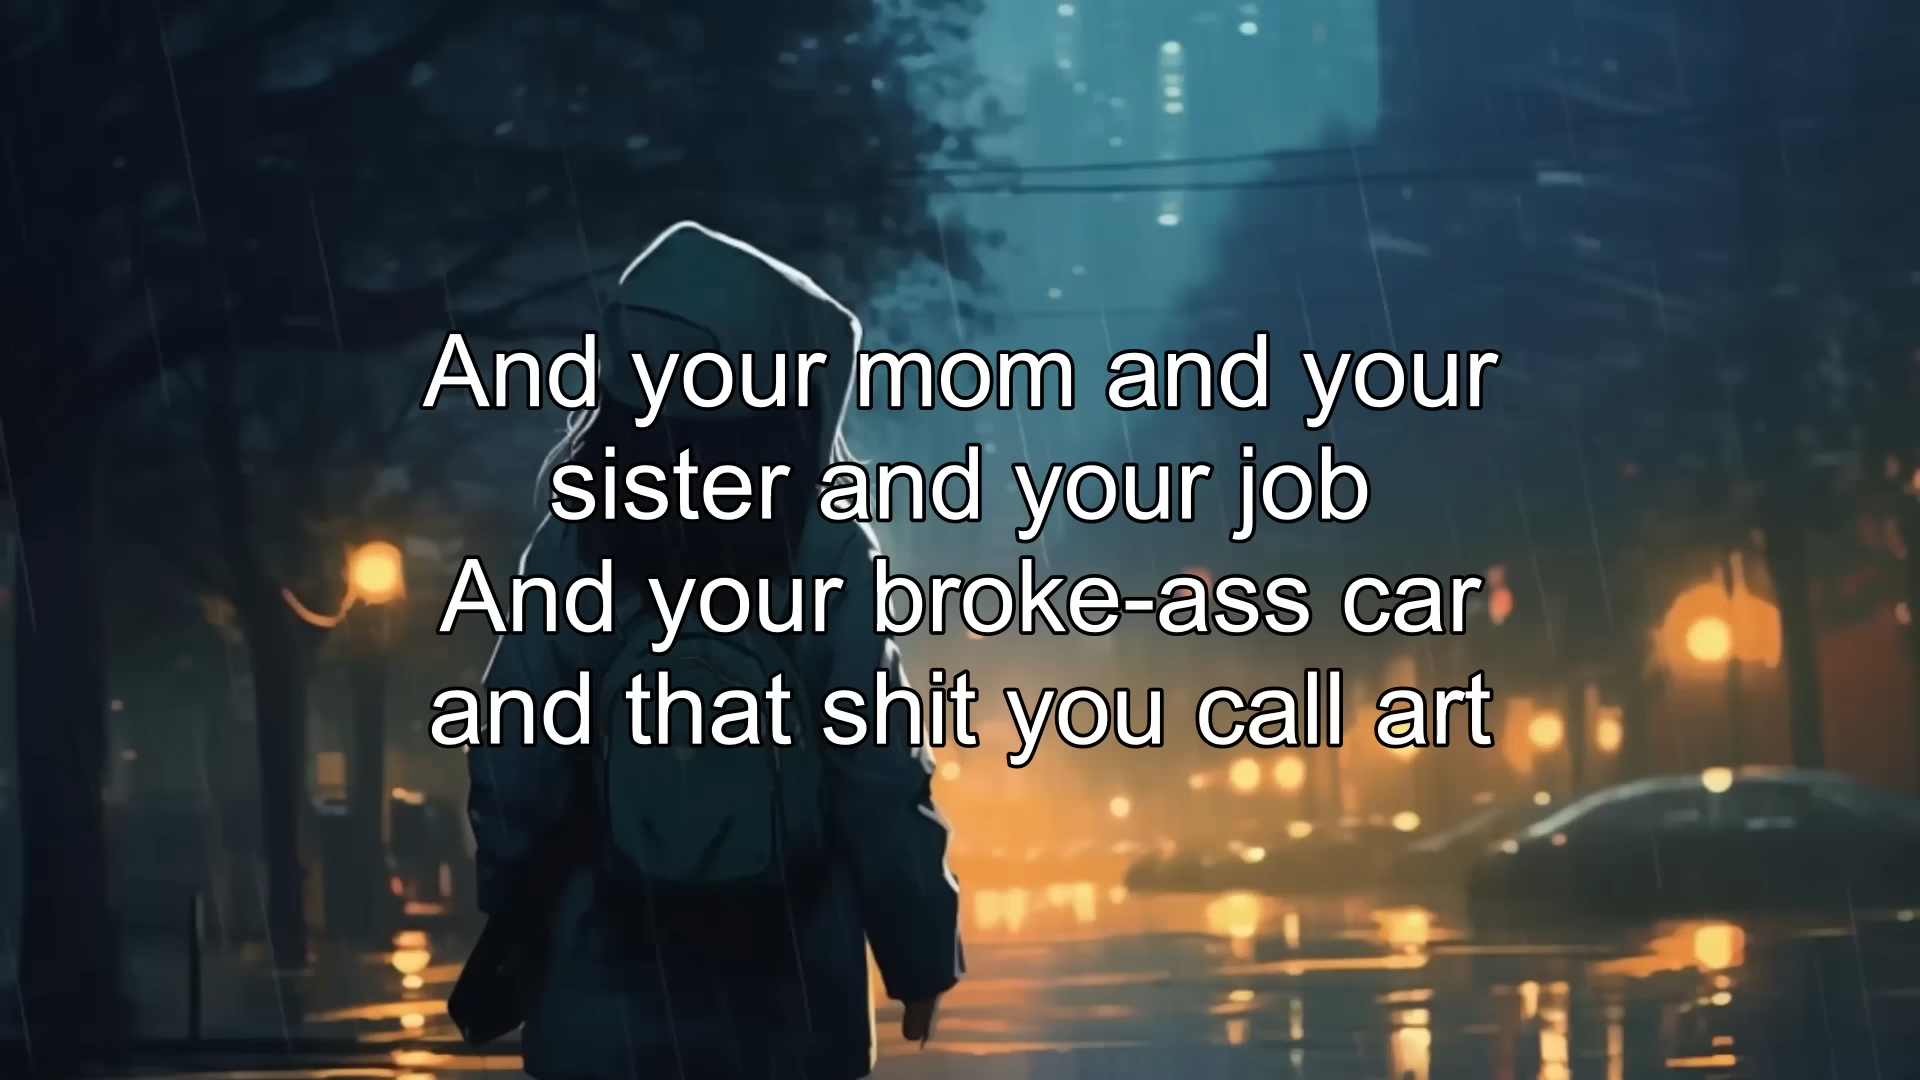 And your mom and your
sister and your job
And your broke-ass car
and that shit you call art